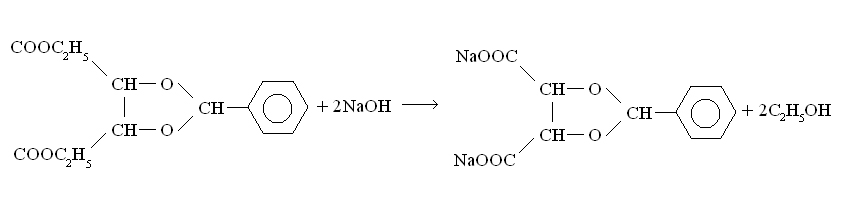 COOC2H5
NaOOC
CH O
CH O
CH + 2NaOH
CH + 2C2H5OH
CH O
CH O
COOC2H5
NaOOC